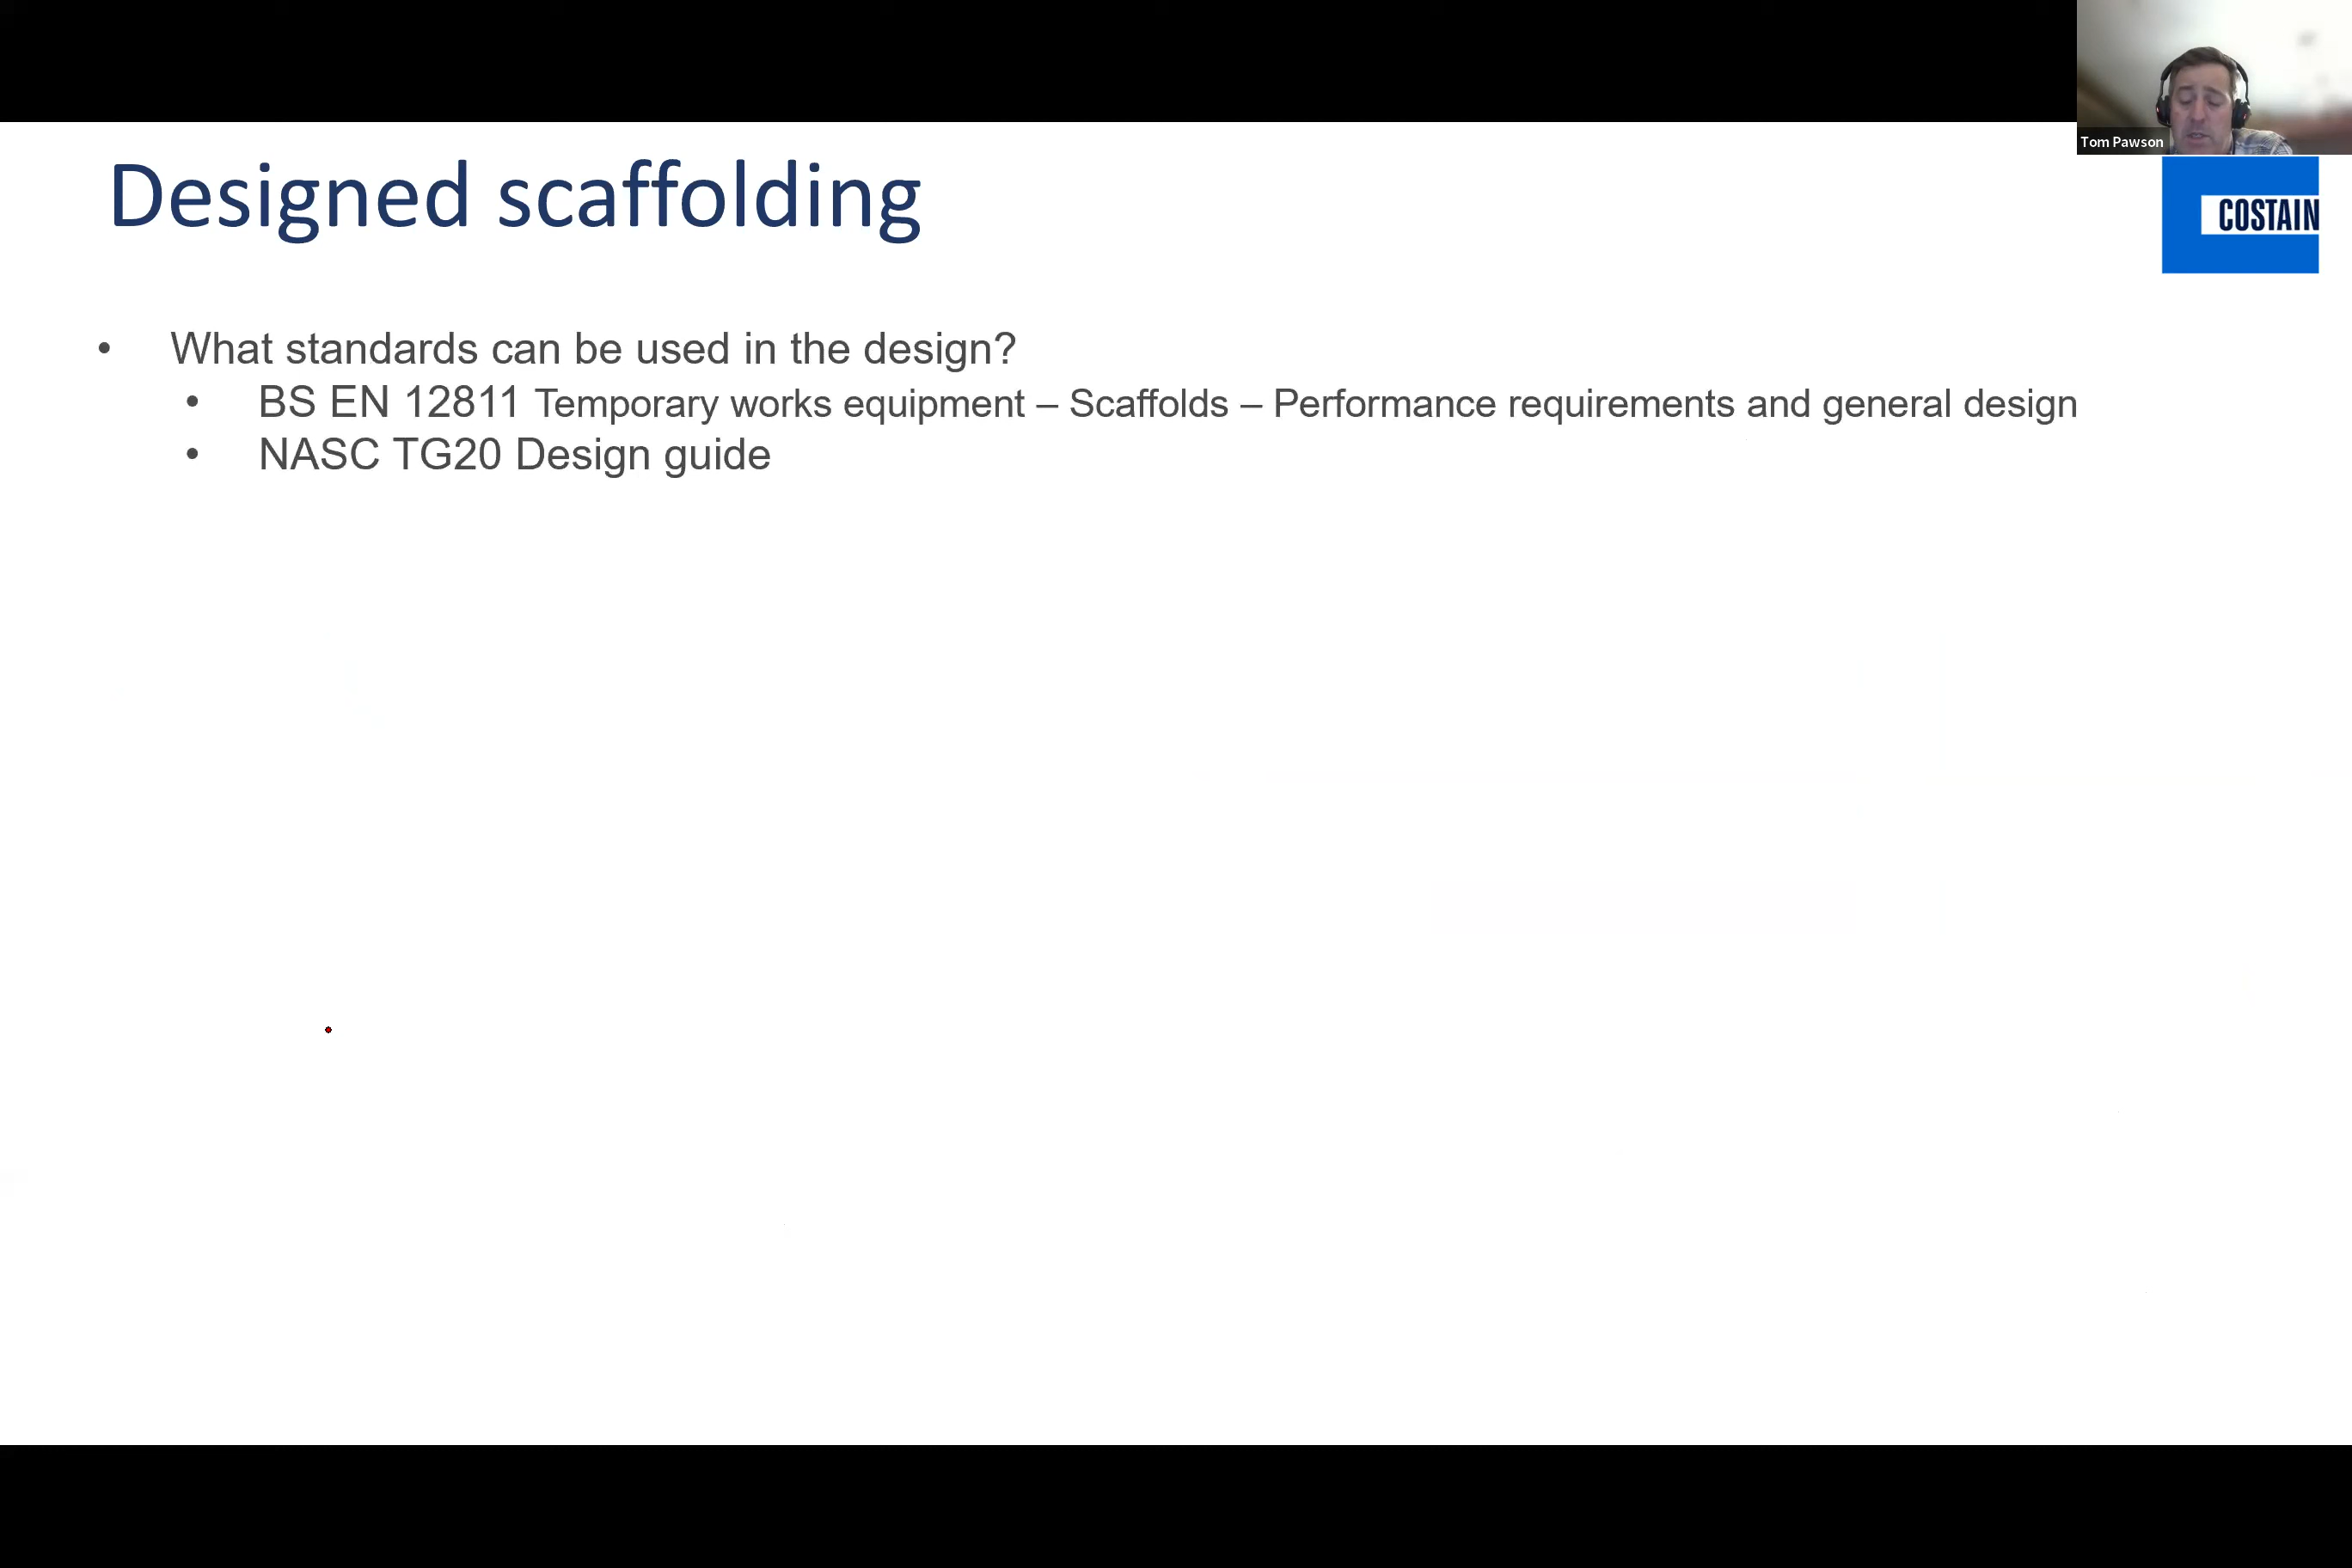 Tom Pawson
Designed scaffolding
COSTAIN
• What standards can be used in the design?
• BS EN 12811 Temporary works equipment – Scaffolds – Performance requirements and general design
• NASC TG20 Design guide